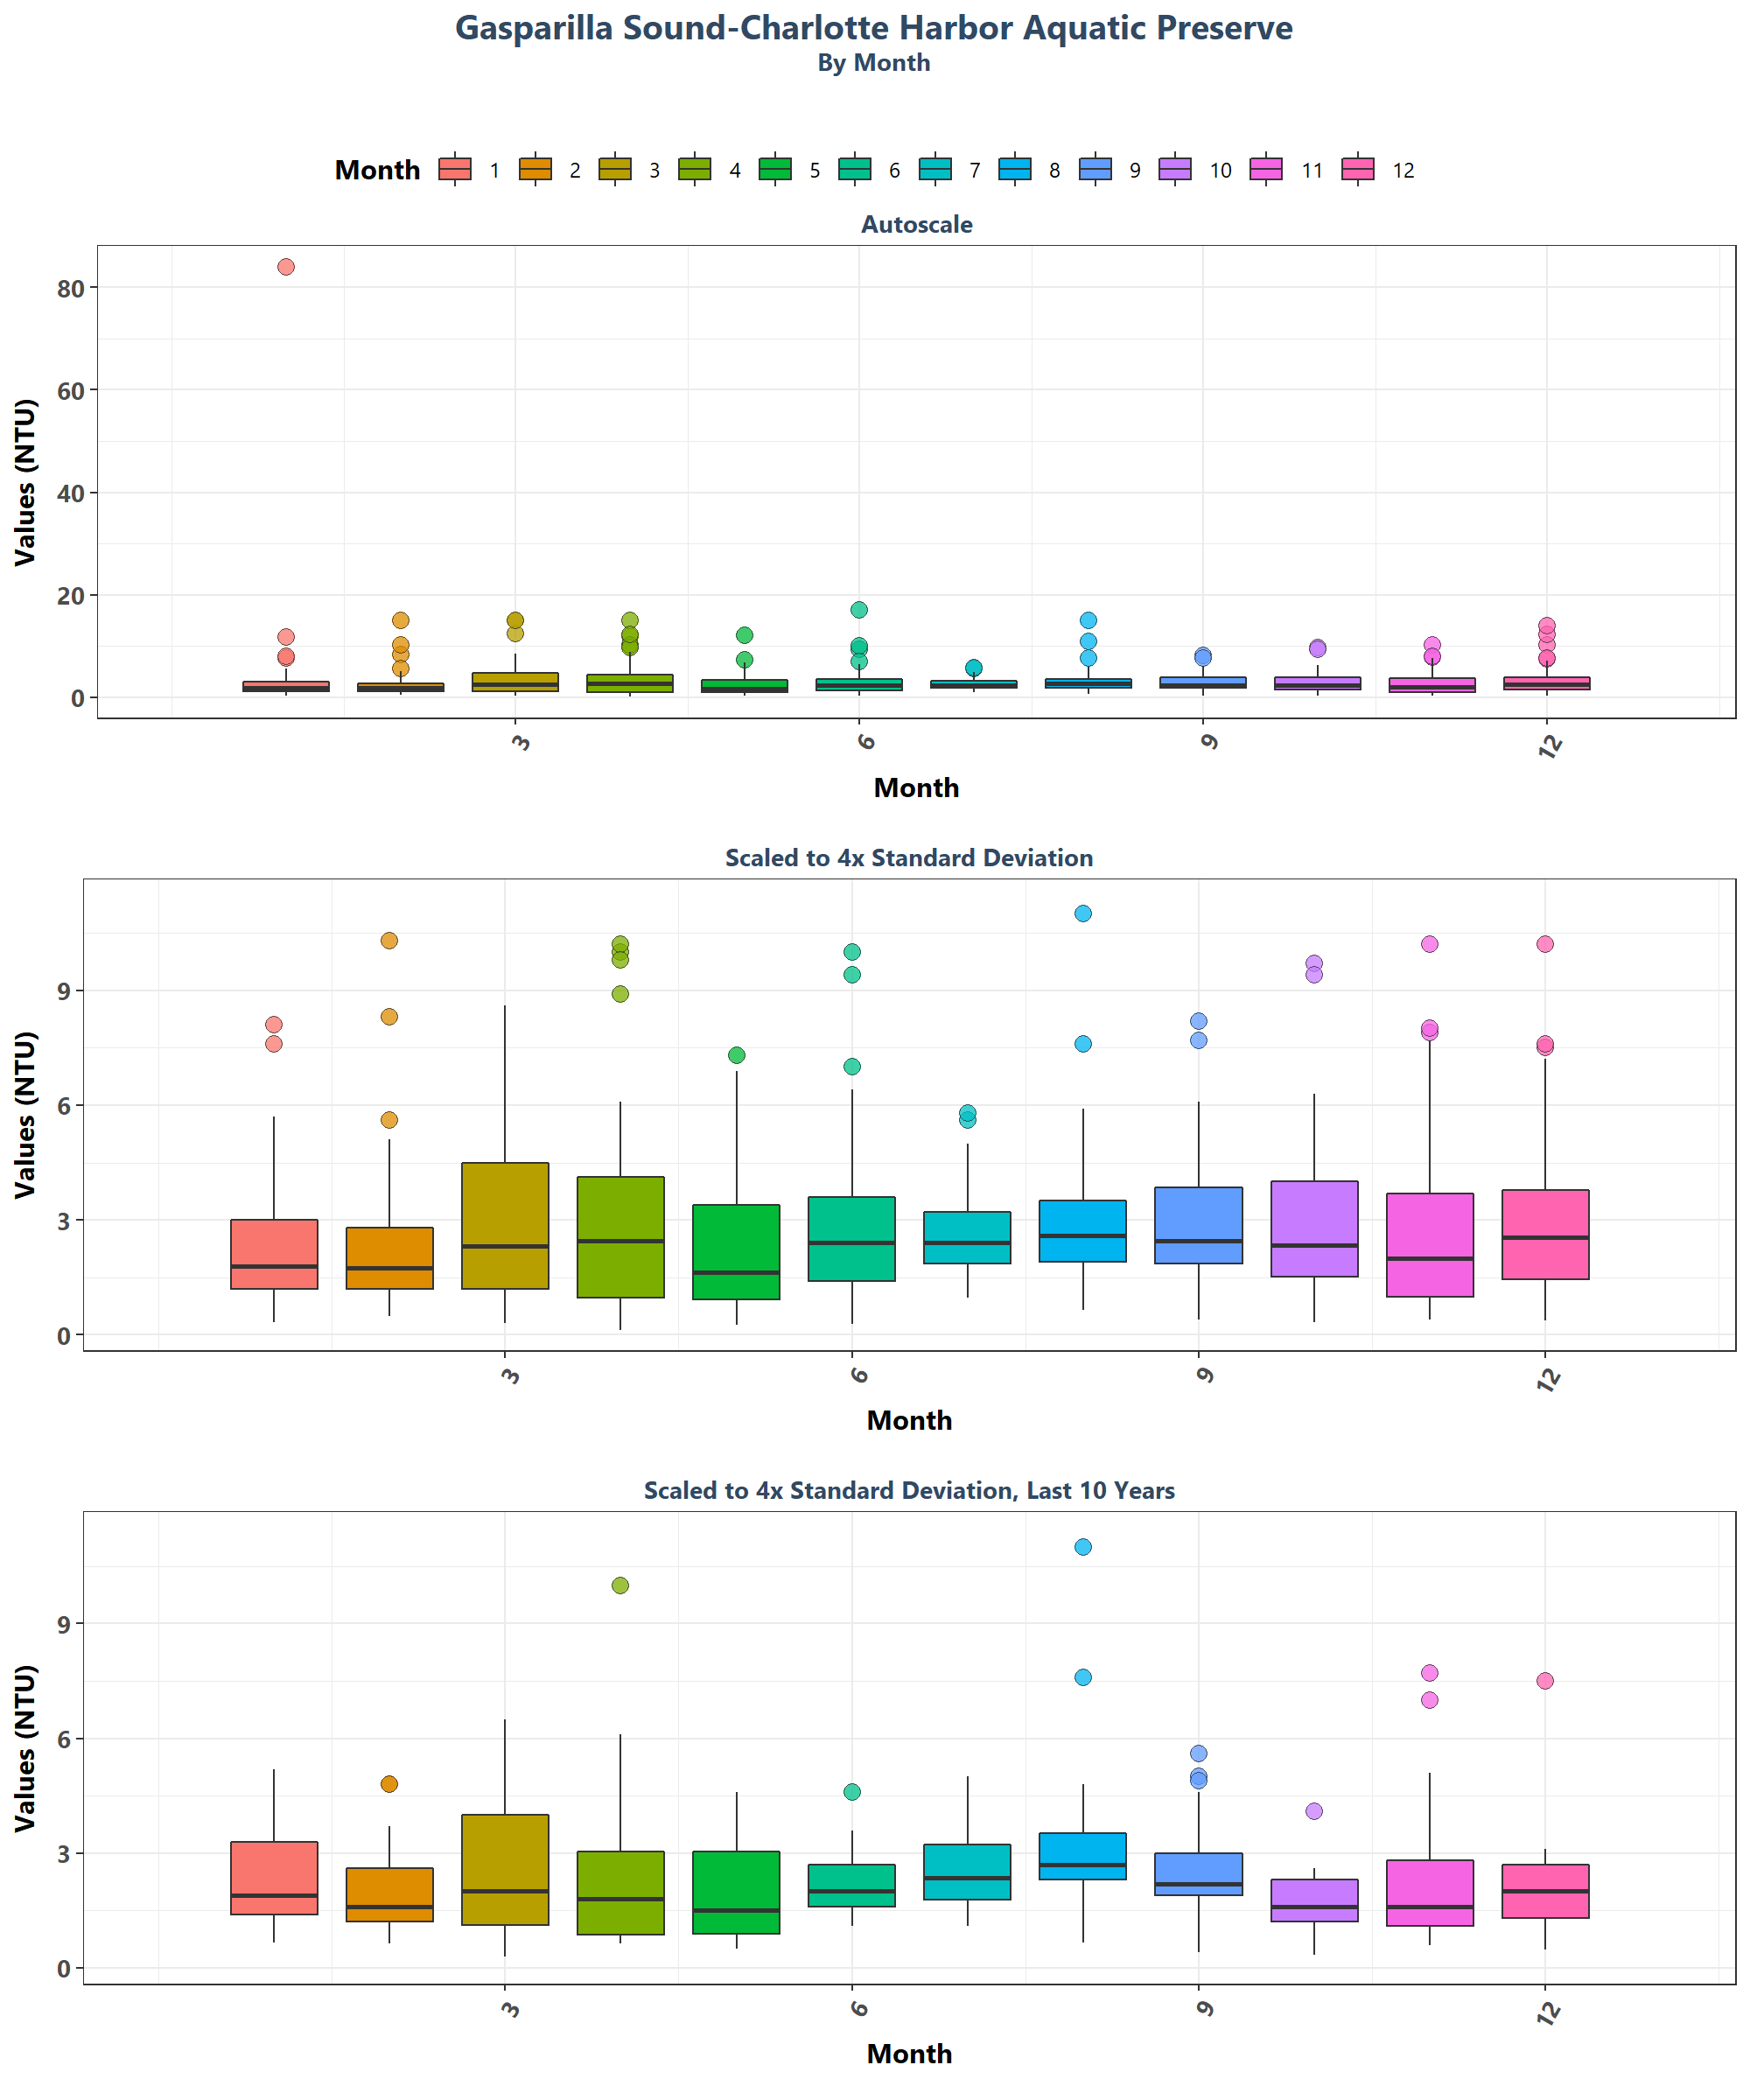 Gasparilla Sound-Charlotte Harbor Aquatic Preserve
By Month
Month 1 2 3 4 5 6 7 8 9 10 11 12
Autoscale
Values (NTU)
80
60
40
20
0
3 6 9 12
Month
Scaled to 4x Standard Deviation
Values (NTU)
9
6
3
0
3 6 9 12
Month
Scaled to 4x Standard Deviation, Last 10 Years
Values (NTU)
9
6
3
0
3 6 9 12
Month